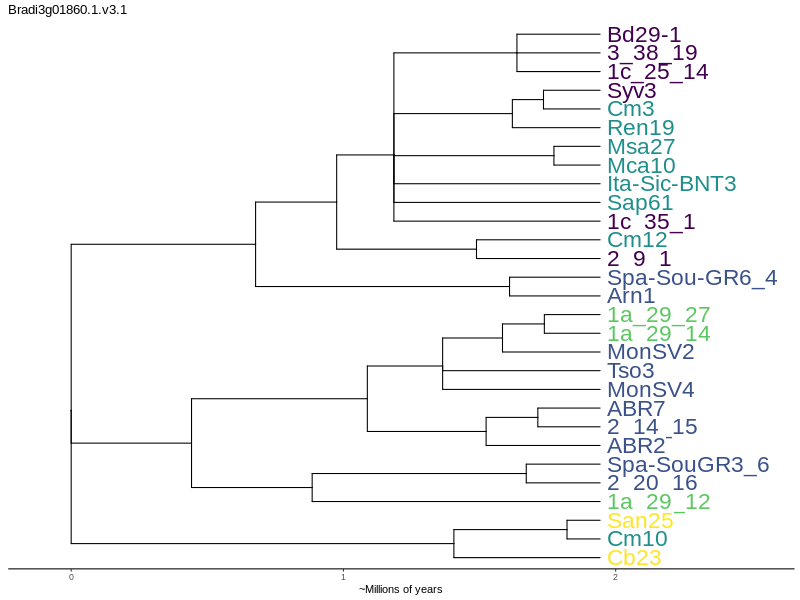 Bradi3g01860.1.v3.1
Bd29-1
3_38_19
1c_25_14
Syv3
Cm3
Ren19
Msa27
Mca10
Ita-Sic-BNT3
Sap61
1c_35_1
Cm12
2_9_1
Spa-Sou-GR6_4
Arn1
1a_29_27
1a_29_14
MonSV2
Tso3
MonSV4
ABR7
2_14_15
ABR2
Spa-SouGR3_6
2_20_16
1a_29_12
San25
Cm10
Cb23
0 1 2
~Millions of years